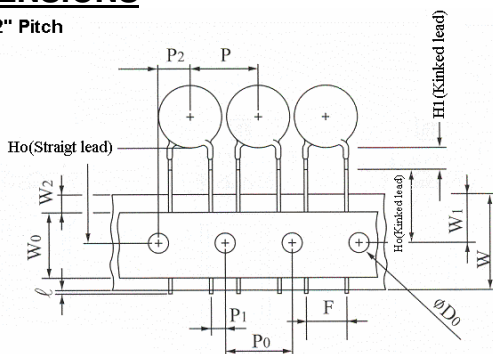 2" Pitch
P2
P
H1(Kinked lead)
Ho(Straigt lead)
W2
Ho(Kinked lead)
W1
W0
W
ℓ
P1
F
øD0
P0